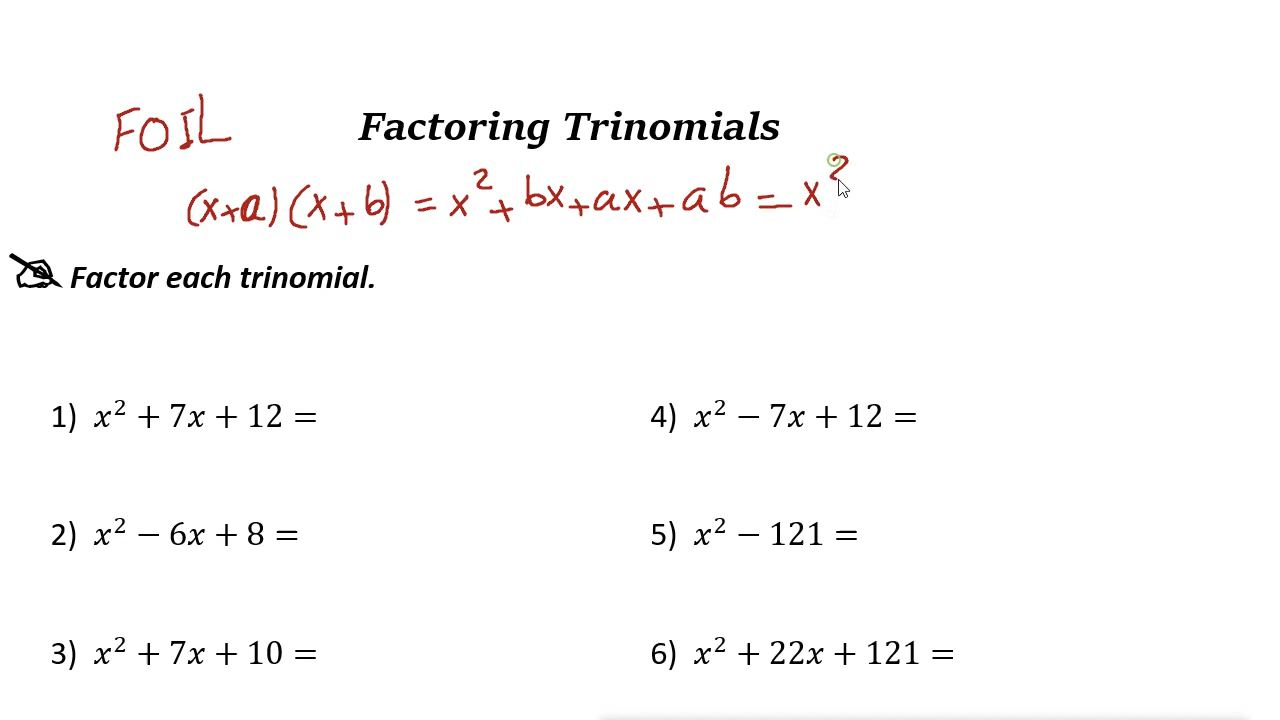 FOIL Factoring Trinomials
(x+a)(x+b) = x² + bx + ax + ab = x²
Factor each trinomial.
1) x² + 7x + 12 =
4) x² − 7x + 12 =
2) x² − 6x + 8 =
5) x² − 121 =
3) x² + 7x + 10 =
6) x² + 22x + 121 =